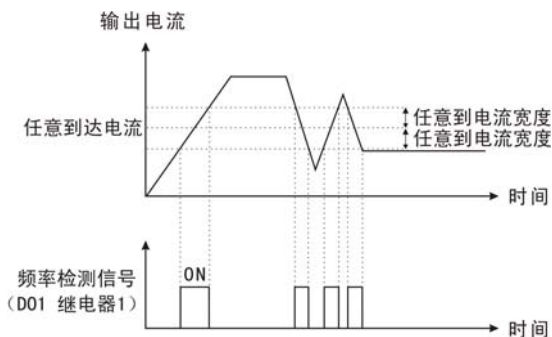 输出电流
任意到达电流
任意到电流宽度
任意到电流宽度
时间
频率检测信号
(DO1 继电器1)
ON
时间